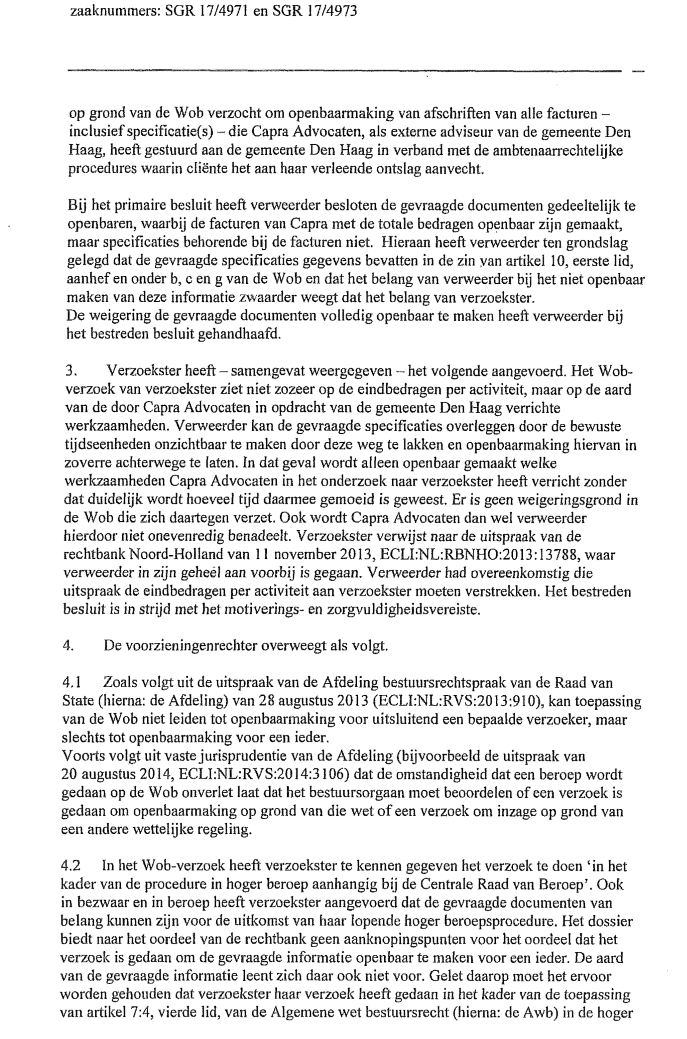 zaaknummers: SGR 17/4971 en SGR 17/4973
op grond van de Wob verzocht om openbaarmaking van afschriften van alle facturen –
inclusief specificatie(s) – die Capra Advocaten, als externe adviseur van de gemeente Den
Haag, heeft gestuurd aan de gemeente Den Haag in verband met de ambtenaarrechtelijke
procedures waarin cliënte het aan haar verleende ontslag aanvecht.
Bij het primaire besluit heeft verweerder besloten de gevraagde documenten gedeeltelijk te
openbaren, waarbij de facturen van Capra met de totale bedragen openbaar zijn gemaakt,
maar specificaties behorende bij de facturen niet. Hieraan heeft verweerder ten grondslag
gelegd dat de gevraagde specificaties gegevens bevatten in de zin van artikel 10, eerste lid,
aanhef en onder b, c en g van de Wob en dat het belang van verweerder bij het niet openbaar
maken van deze informatie zwaarder weegt dat het belang van verzoekster.
De weigering de gevraagde documenten volledig openbaar te maken heeft verweerder bij
het bestreden besluit gehandhaafd.
3. Verzoekster heeft – samengevat weergegeven – het volgende aangevoerd. Het Wob-
verzoek van verzoekster ziet niet zozeer op de eindbedragen per activiteit, maar op de aard
van de door Capra Advocaten in opdracht van de gemeente Den Haag verrichte
werkzaamheden. Verweerder kan de gevraagde specificaties overleggen door de bewuste
tijdseenheden onzichtbaar te maken door deze weg te lakken en openbaarmaking hiervan in
zoverre achterwege te laten. In dat geval wordt alleen openbaar gemaakt welke
werkzaamheden Capra Advocaten in het onderzoek naar verzoekster heeft verricht zonder
dat duidelijk wordt hoeveel tijd daarmee gemoeid is geweest. Er is geen weigeringsgrond in
de Wob die zich daartegen verzet. Ook wordt Capra Advocaten dan wel verweerder
hierdoor niet onevenredig benadeelt. Verzoekster verwijst naar de uitspraak van de
rechtbank Noord-Holland van 11 november 2013, ECLI:NL:RBNHO:2013:13788, waar
verweerder in zijn geheel aan voorbij is gegaan. Verweerder had overeenkomstig die
uitspraak de eindbedragen per activiteit aan verzoekster moeten verstrekken. Het bestreden
besluit is in strijd met het motiverings- en zorgvuldigheidsvereiste.
4. De voorzieningenrechter overweegt als volgt.
4.1 Zoals volgt uit de uitspraak van de Afdeling bestuursrechtspraak van de Raad van
State (hierna: de Afdeling) van 28 augustus 2013 (ECLI:NL:RVS:2013:910), kan toepassing
van de Wob niet leiden tot openbaarmaking voor uitsluitend een bepaalde verzoeker, maar
slechts tot openbaarmaking voor een ieder.
Voorts volgt uit vaste jurisprudentie van de Afdeling (bijvoorbeeld de uitspraak van
20 augustus 2014, ECLI:NL:RVS:2014:3106) dat de omstandigheid dat een beroep wordt
gedaan op de Wob onverlet laat dat het bestuursorgaan moet beoordelen of een verzoek is
gedaan om openbaarmaking op grond van die wet of een verzoek om inzage op grond van
een andere wettelijke regeling.
4.2 In het Wob-verzoek heeft verzoekster te kennen gegeven het verzoek te doen ‘in het
kader van de procedure in hoger beroep aanhangig bij de Centrale Raad van Beroep’. Ook
in bezwaar en in beroep heeft verzoekster aangevoerd dat de gevraagde documenten van
belang kunnen zijn voor de uitkomst van haar lopende hoger beroepsprocedure. Het dossier
biedt naar het oordeel van de rechtbank geen aanknopingspunten voor het oordeel dat het
verzoek is gedaan om de gevraagde informatie openbaar te maken voor een ieder. De aard
van de gevraagde informatie leent zich daar ook niet voor. Gelet daarop moet het ervoor
worden gehouden dat verzoekster haar verzoek heeft gedaan in het kader van de toepassing
van artikel 7:4, vierde lid, van de Algemene wet bestuursrecht (hierna: de Awb) in de hoger